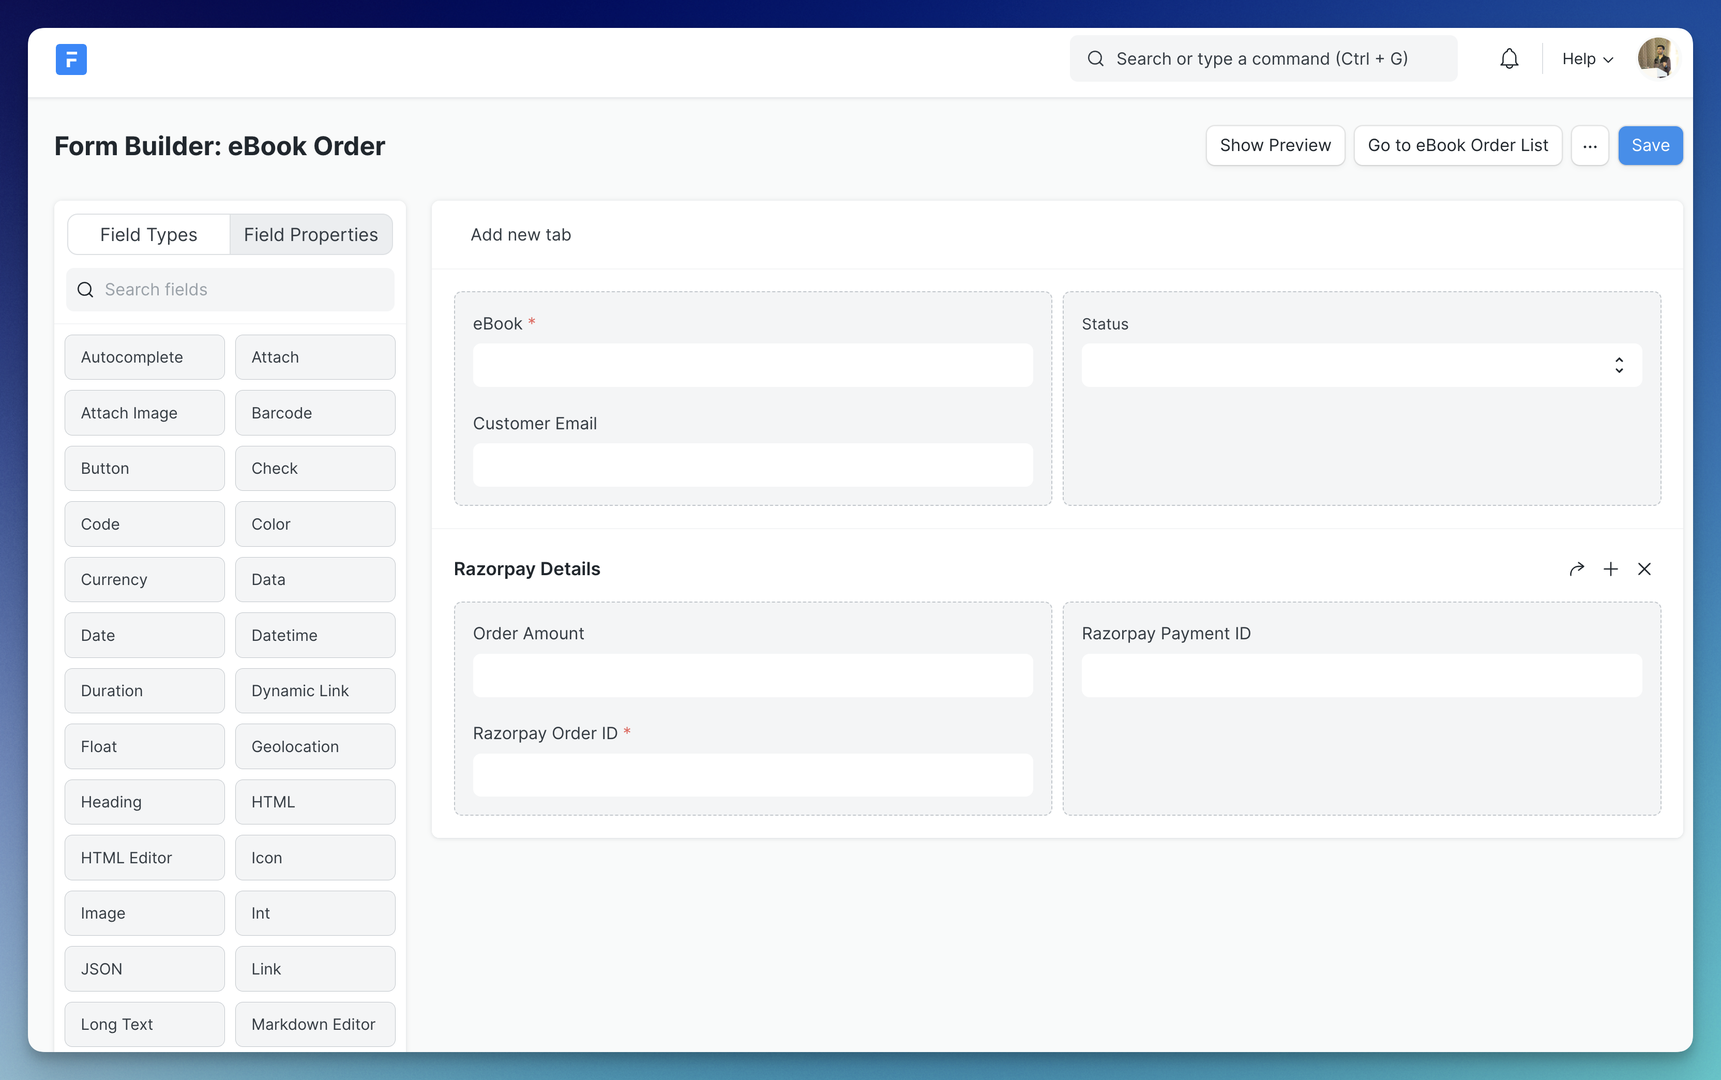 F
Search or type a command (Ctrl + G)
Help
Form Builder: eBook Order
Show Preview
Go to eBook Order List
...
Save
Field Types
Field Properties
Search fields
Autocomplete
Attach
Attach Image
Barcode
Button
Check
Code
Color
Currency
Data
Date
Datetime
Duration
Dynamic Link
Float
Geolocation
Heading
HTML
HTML Editor
Icon
Image
Int
JSON
Link
Long Text
Markdown Editor
Add new tab
eBook *
Status
Customer Email
Razorpay Details
Order Amount
Razorpay Payment ID
Razorpay Order ID *